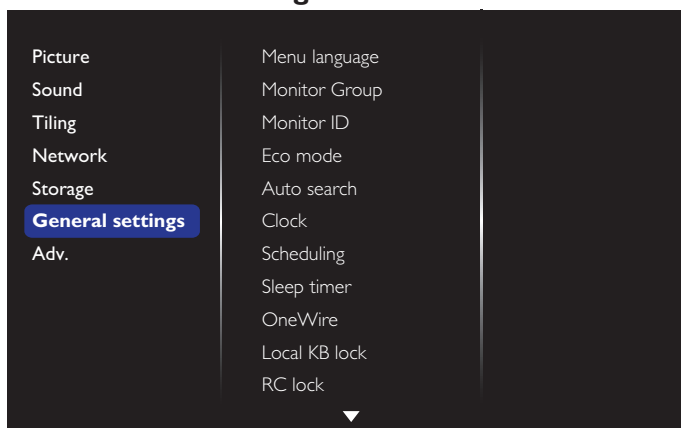 Picture
Sound
Tiling
Network
Storage
General settings
Adv.
Menu language
Monitor Group
Monitor ID
Eco mode
Auto search
Clock
Scheduling
Sleep timer
OneWire
Local KB lock
RC lock